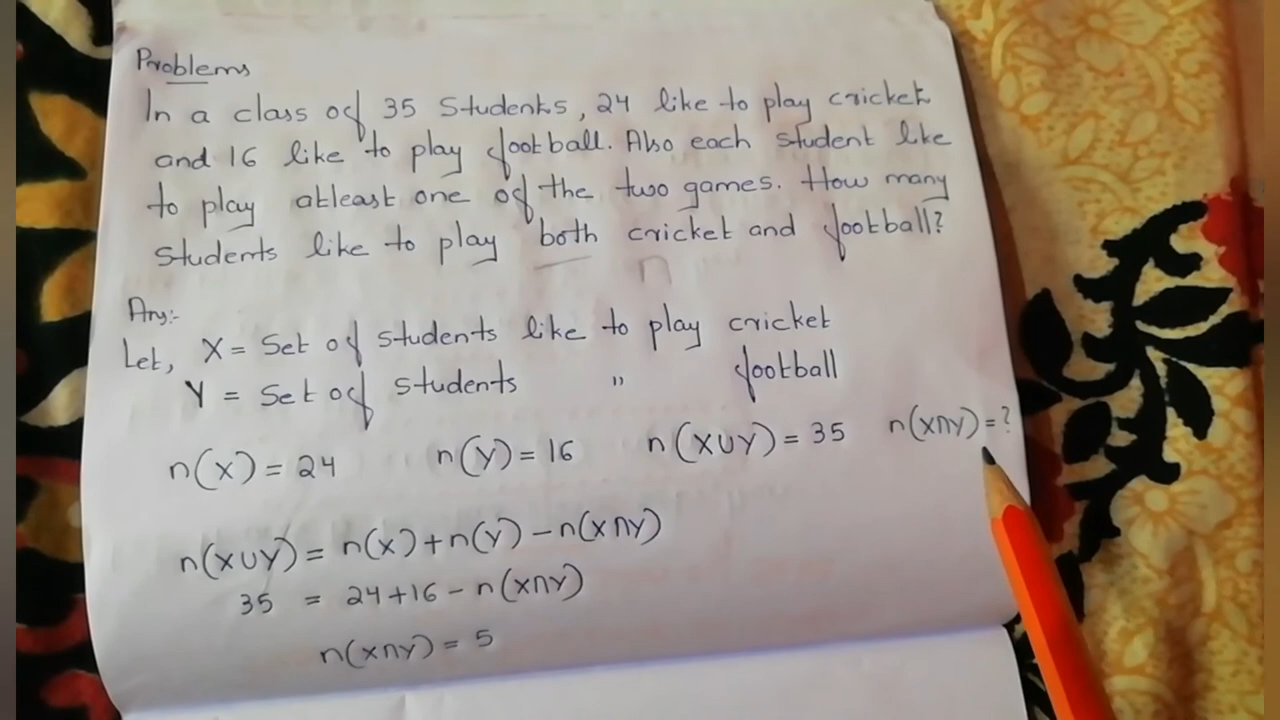 Problems
In a class of 35 Students, 24 like to play cricket
and 16 like to play football. Also each student like
to play atleast one of the two games. How many
students like to play both cricket and football?
Ans:-
Let, X = Set of students like to play cricket
Y = Set of students " football
n(X) = 24 n(Y) = 16 n(X∪Y) = 35 n(X∩Y) = ?
n(X∪Y) = n(X) + n(Y) - n(X∩Y)
35 = 24+16 - n(X∩Y)
n(X∩Y) = 5